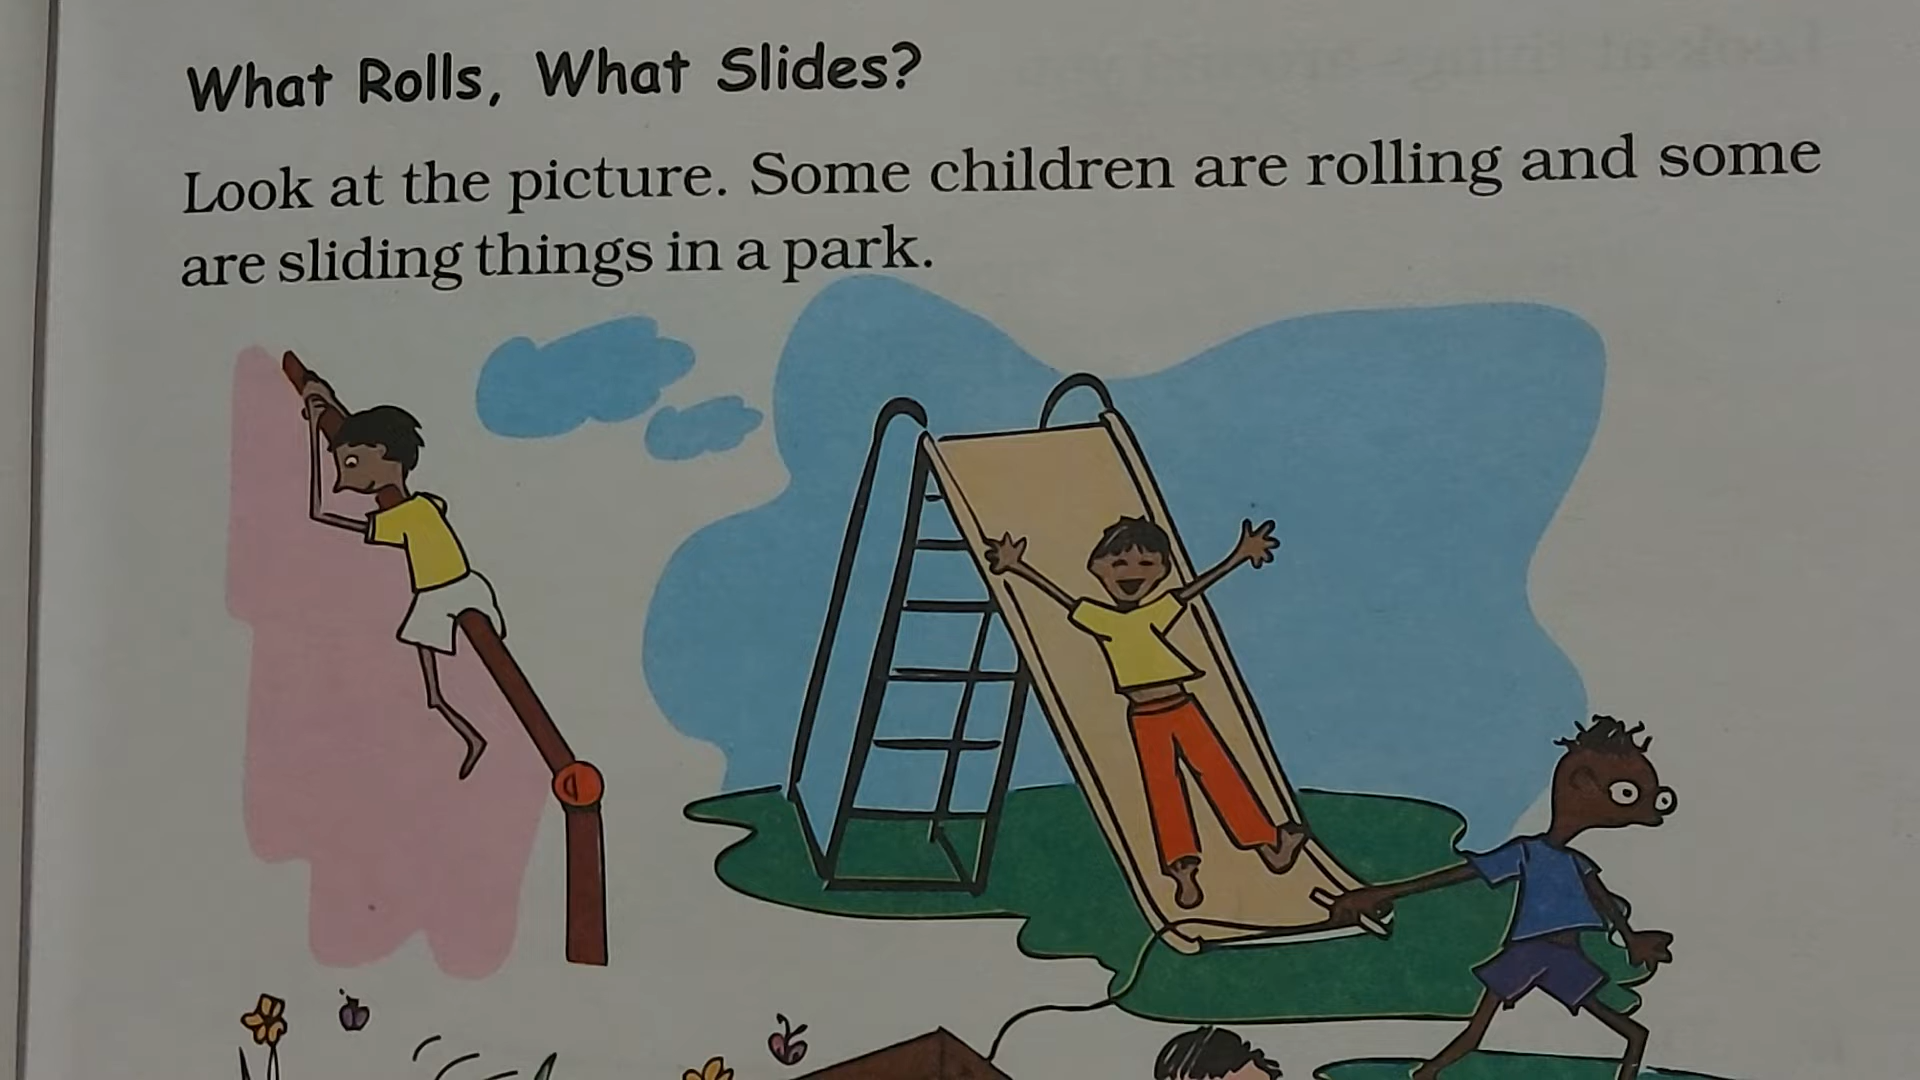 What Rolls, What Slides?
Look at the picture. Some children are rolling and some
are sliding things in a park.